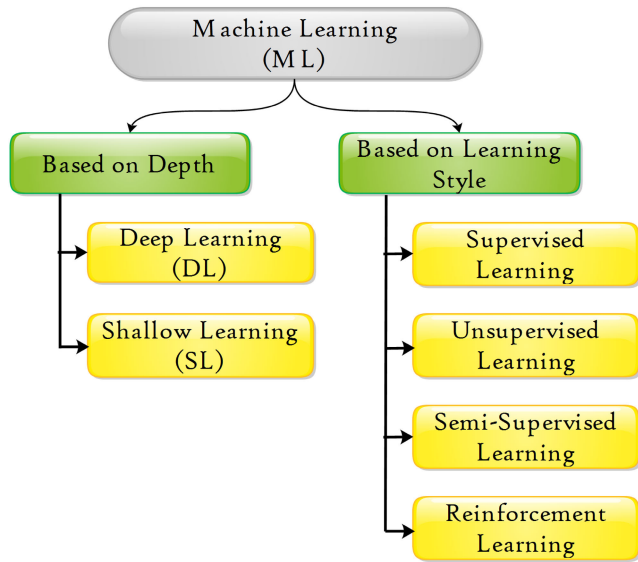 Machine Learning
(ML)
Based on Depth
Deep Learning
(DL)
Shallow Learning
(SL)
Based on Learning
Style
Supervised
Learning
Unsupervised
Learning
Semi-Supervised
Learning
Reinforcement
Learning